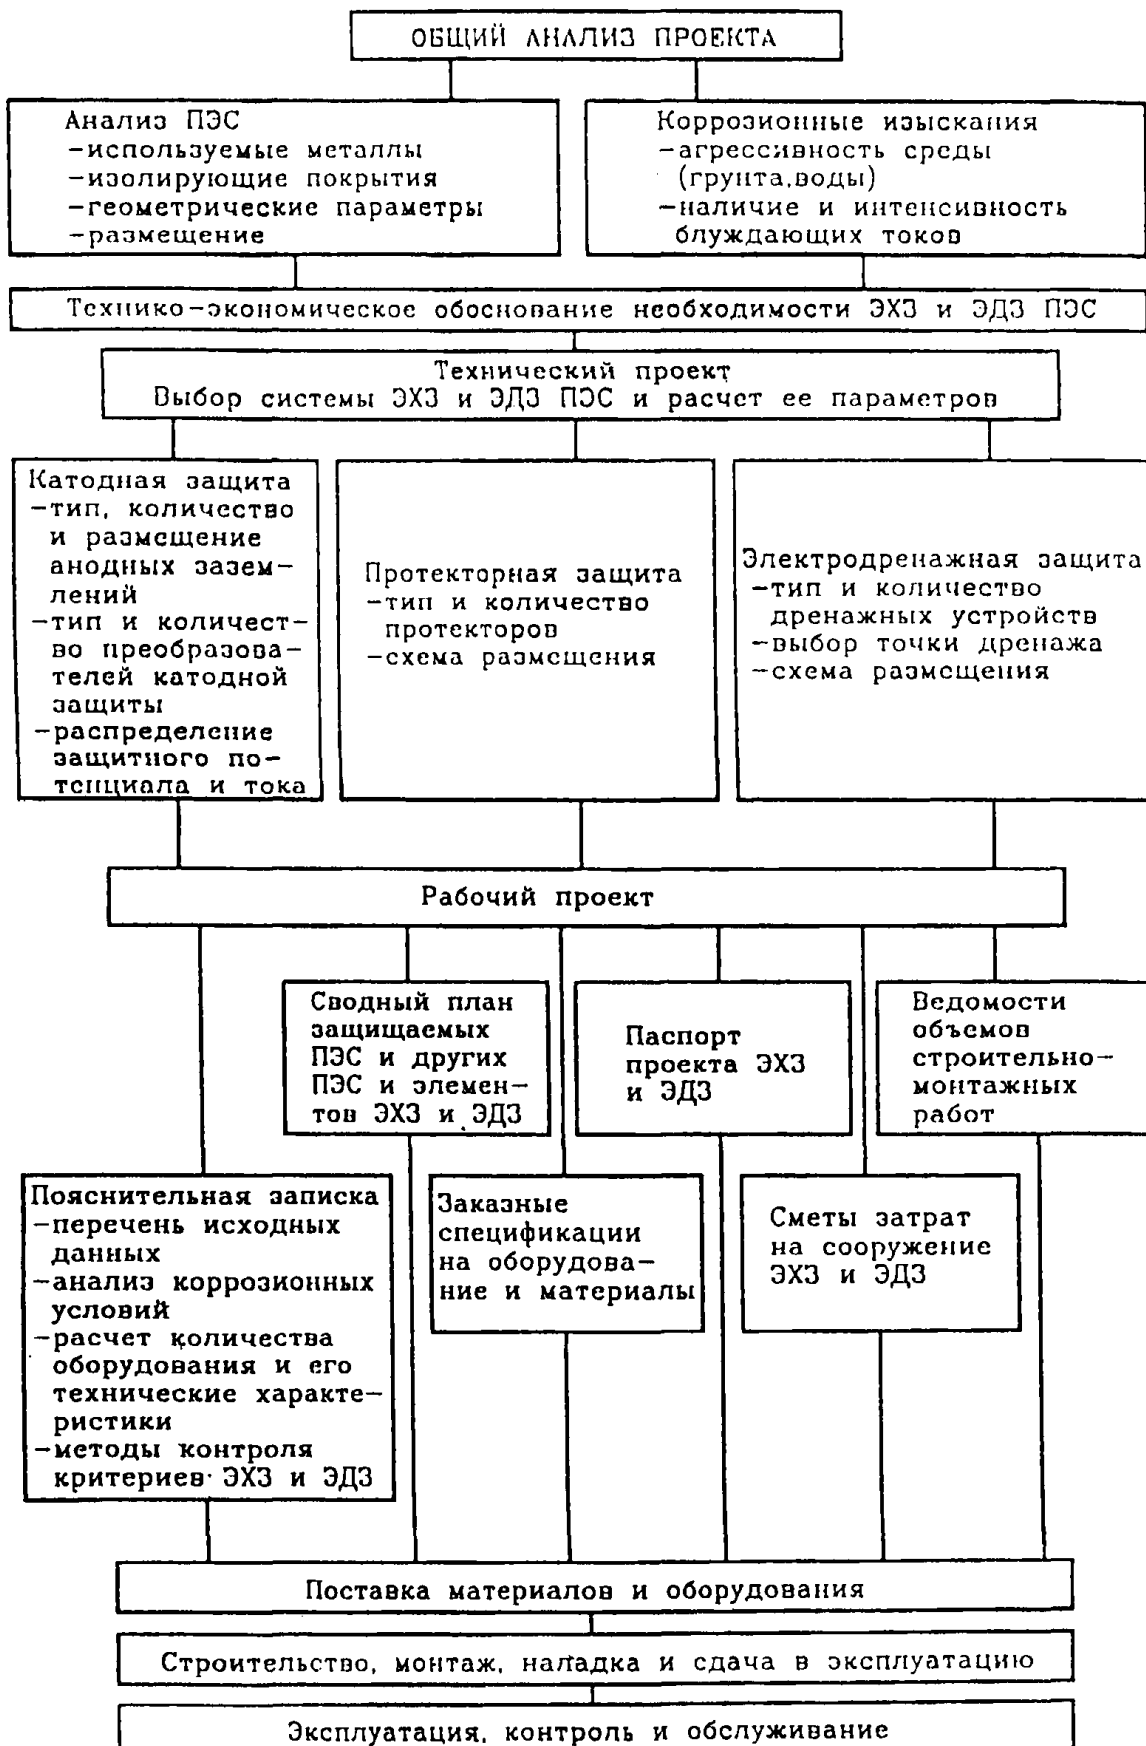 ОБЩИЙ АНАЛИЗ ПРОЕКТА
Анализ ПЭС
-используемые металлы
-изолирующие покрытия
-геометрические параметры
-размещение
Коррозионные изыскания
-агрессивность среды
(грунта,воды)
-наличие и интенсивность
блуждающих токов
Технико-экономическое обоснование необходимости ЭХЗ и ЭДЗ ПЭС
Технический проект
Выбор системы ЭХЗ и ЭДЗ ПЭС и расчет ее параметров
Катодная защита
-тип, количество
и размещение
анодных зазем-
лений
-тип и количест-
во преобразова-
телей катодной
защиты
-распределение
защитного по-
тенциала и тока
Протекторная защита
-тип и количество
протекторов
-схема размещения
Электродренажная защита
-тип и количество
дренажных устройств
-выбор точки дренажа
-схема размещения
Рабочий проект
Сводный план
защищаемых
ПЭС и других
ПЭС и элемен-
тов ЭХЗ и ЭДЗ
Паспорт
проекта ЭХЗ
и ЭДЗ
Ведомости
объемов
строительно-
монтажных
работ
Пояснительная записка
-перечень исходных
данных
-анализ коррозионных
условий
-расчет количества
оборудования и его
технические характе-
ристики
-методы контроля
критериев ЭХЗ и ЭДЗ
Заказные
спецификации
на оборудова-
ние и материалы
Сметы затрат
на сооружение
ЭХЗ и ЭДЗ
Поставка материалов и оборудования
Строительство, монтаж, наладка и сдача в эксплуатацию
Эксплуатация, контроль и обслуживание